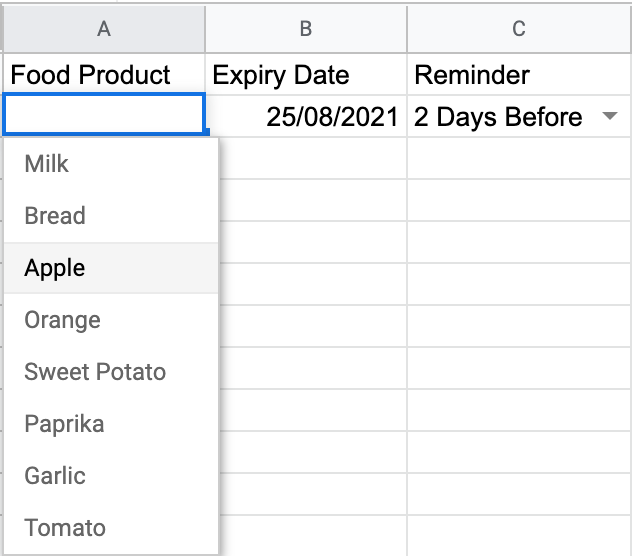 A B C
Food Product Expiry Date Reminder
25/08/2021 2 Days Before
Milk
Bread
Apple
Orange
Sweet Potato
Paprika
Garlic
Tomato